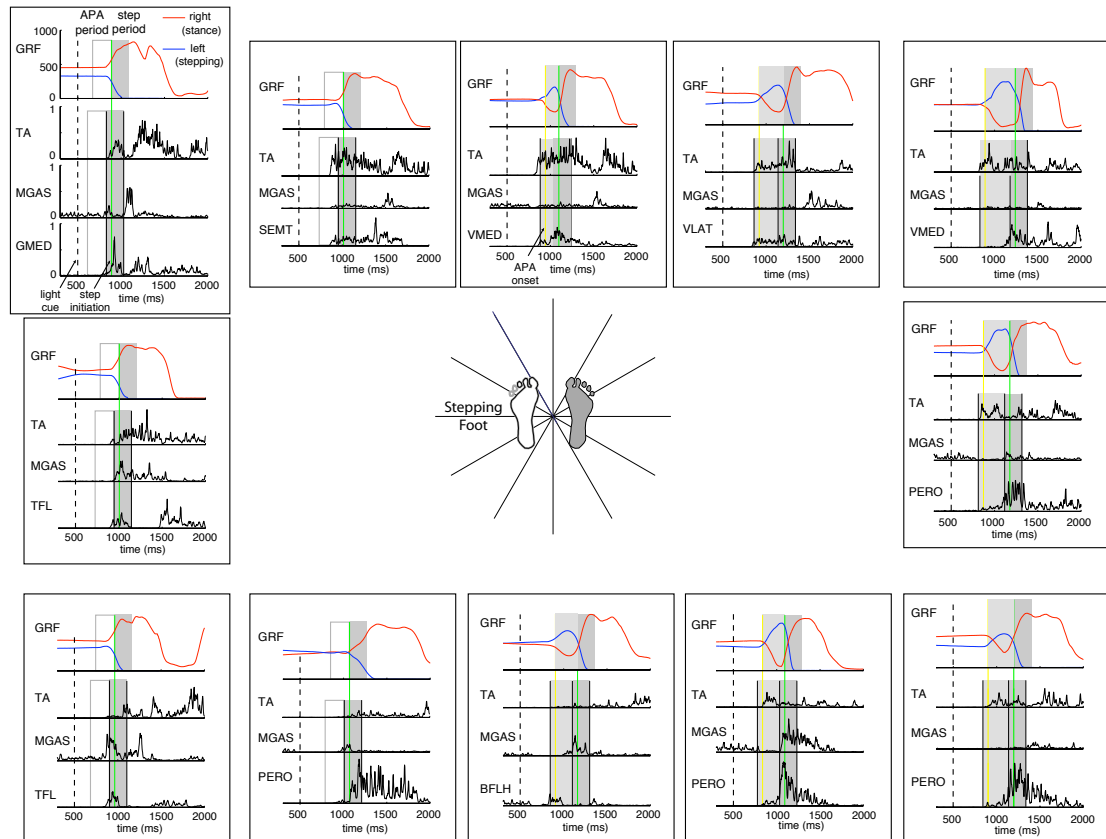 APA step
period period
right
(stance)
left
(stepping)
1000
GRF
500
0
1
TA
0
1
MGAS
0
1
GMED
0
500 1000 1500 2000
light
cue
step
initiation
time (ms)
GRF
TA
MGAS
SEMT
500 1000 1500 2000
time (ms)
GRF
TA
MGAS
VMED
500 1000 1500 2000
APA
onset
time (ms)
GRF
TA
MGAS
VLAT
500 1000 1500 2000
time (ms)
GRF
TA
MGAS
VMED
500 1000 1500 2000
time (ms)
GRF
TA
MGAS
TFL
500 1000 1500 2000
time (ms)
Stepping
Foot
GRF
TA
MGAS
PERO
500 1000 1500 2000
time (ms)
GRF
TA
MGAS
TFL
500 1000 1500 2000
time (ms)
GRF
TA
MGAS
PERO
500 1000 1500 2000
time (ms)
GRF
TA
MGAS
BFLH
500 1000 1500 2000
time (ms)
GRF
TA
MGAS
PERO
500 1000 1500 2000
time (ms)
GRF
TA
MGAS
PERO
500 1000 1500 2000
time (ms)